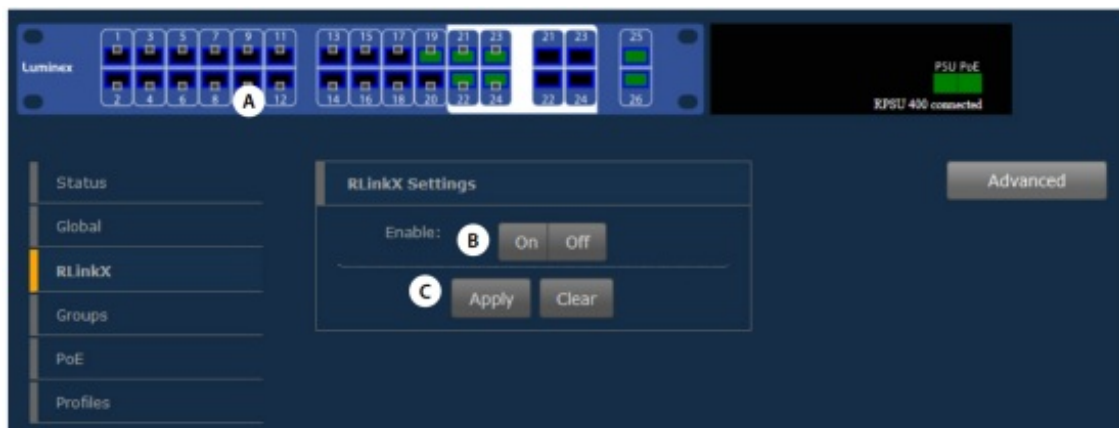 1 3 5 7 9 11 13 15 17 19 21 23 21 23 25
Luminex
PSU PoE
2 4 6 8 A 12 14 16 18 20 22 24 22 24 26
RPSU 400 connected
Status
Global
RLinkX
Groups
PoE
Profiles
RLinkX Settings
Enable:
B
On Off
C
Apply Clear
Advanced